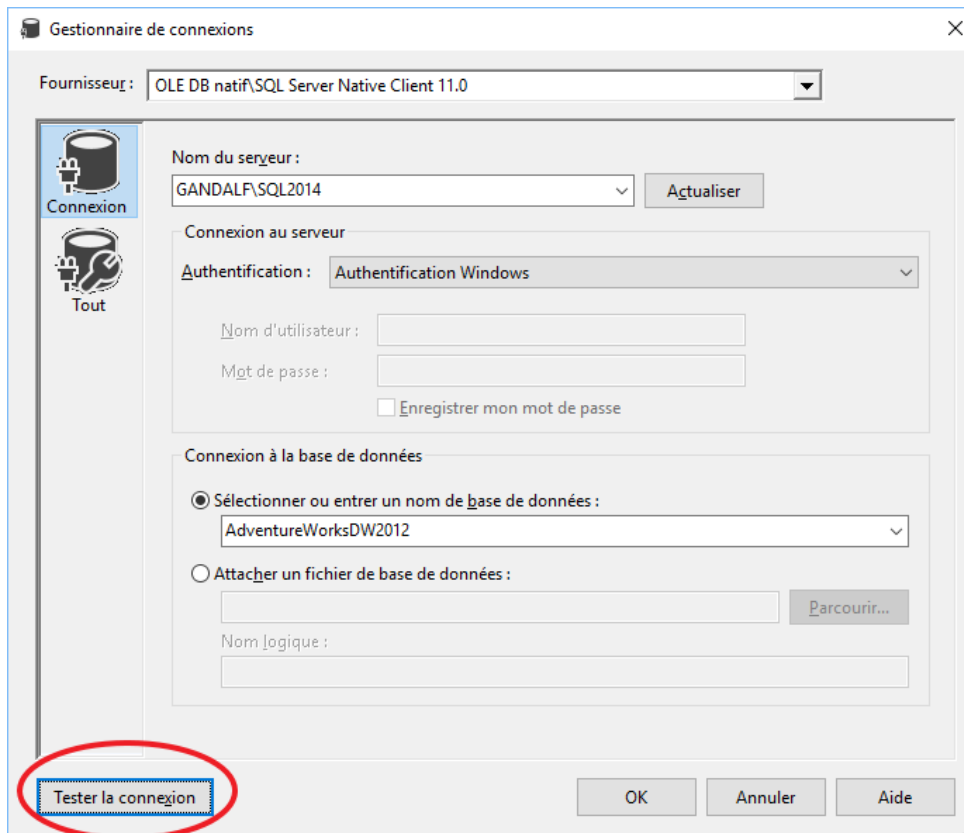 Gestionnaire de connexions
Fournisseur : OLE DB natif\SQL Server Native Client 11.0
Connexion
Tout
Nom du serveur :
GANDALF\SQL2014 Actualiser
Connexion au serveur
Authentification : Authentification Windows
Nom d'utilisateur :
Mot de passe :
Enregistrer mon mot de passe
Connexion à la base de données
Sélectionner ou entrer un nom de base de données :
AdventureWorksDW2012
Attacher un fichier de base de données :
Parcourir...
Nom logique :
Tester la connexion OK Annuler Aide